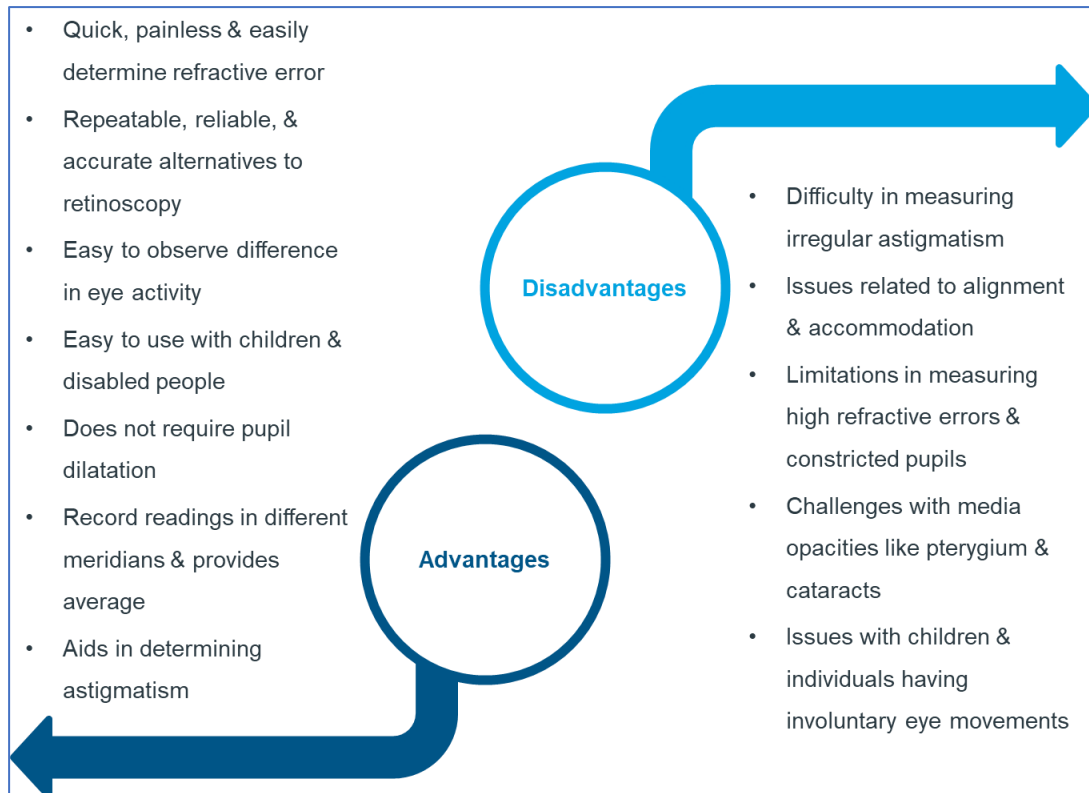 • Quick, painless & easily
determine refractive error
• Repeatable, reliable, &
accurate alternatives to
retinoscopy
• Easy to observe difference
in eye activity
• Easy to use with children &
disabled people
• Does not require pupil
dilatation
• Record readings in different
meridians & provides
average
• Aids in determining
astigmatism
Advantages
Disadvantages
• Difficulty in measuring
irregular astigmatism
• Issues related to alignment
& accommodation
• Limitations in measuring
high refractive errors &
constricted pupils
• Challenges with media
opacities like pterygium &
cataracts
• Issues with children &
individuals having
involuntary eye movements